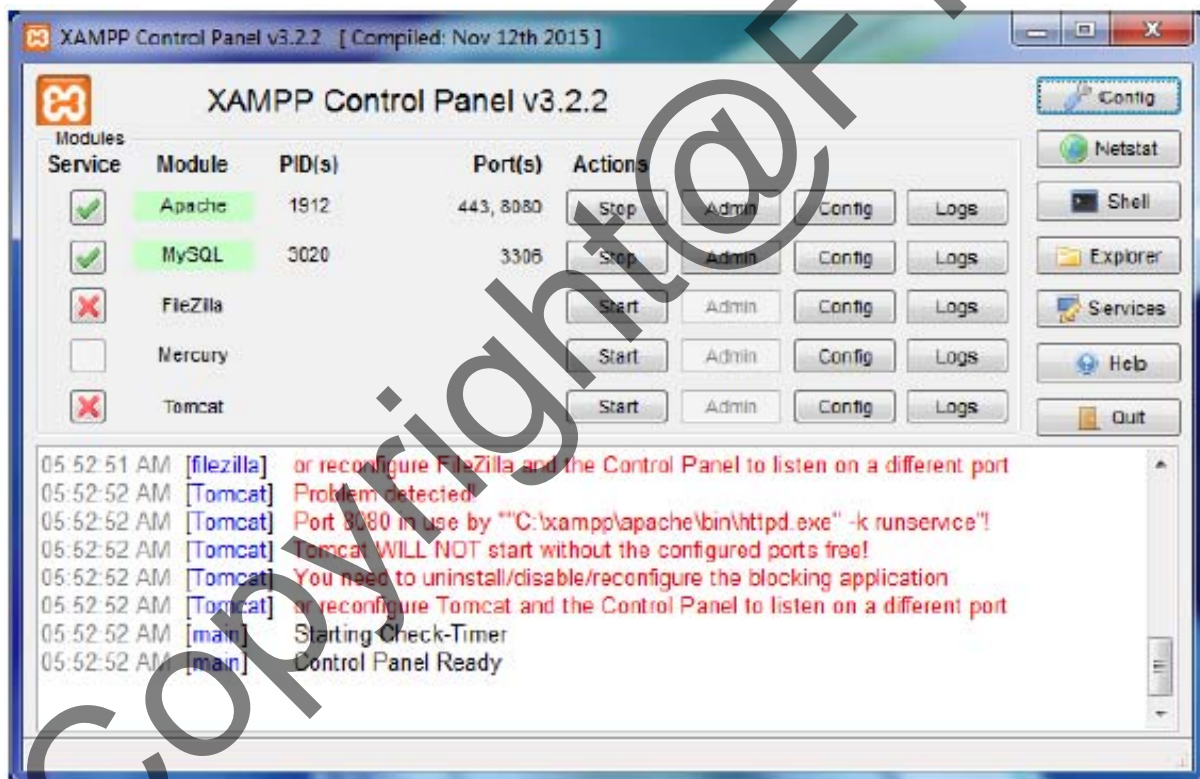 XAMPP Control Panel v3.2.2 [ Compiled: Nov 12th 2015 ]
XAMPP Control Panel v3.2.2
Config
Modules
Service Module PID(s) Port(s) Actions
Netstat
Apache 1912 443, 8080 Stop Admin Config Logs
Shell
MySQL 3020 3306 Stop Admin Config Logs
Explorer
FileZilla Start Admin Config Logs
Services
Mercury Start Admin Config Logs
Help
Tomcat Start Admin Config Logs
Quit
05:52:51 AM [filezilla] or reconfigure FileZilla and the Control Panel to listen on a different port
05:52:52 AM [Tomcat] Problem detected!
05:52:52 AM [Tomcat] Port 8080 in use by ""C:\xampp\apache\bin\httpd.exe" -k runservice"!
05:52:52 AM [Tomcat] Tomcat WILL NOT start without the configured ports free!
05:52:52 AM [Tomcat] You need to uninstall/disable/reconfigure the blocking application
05:52:52 AM [Tomcat] or reconfigure Tomcat and the Control Panel to listen on a different port
05:52:52 AM [main] Starting Check-Timer
05:52:52 AM [main] Control Panel Ready
Copyright@F